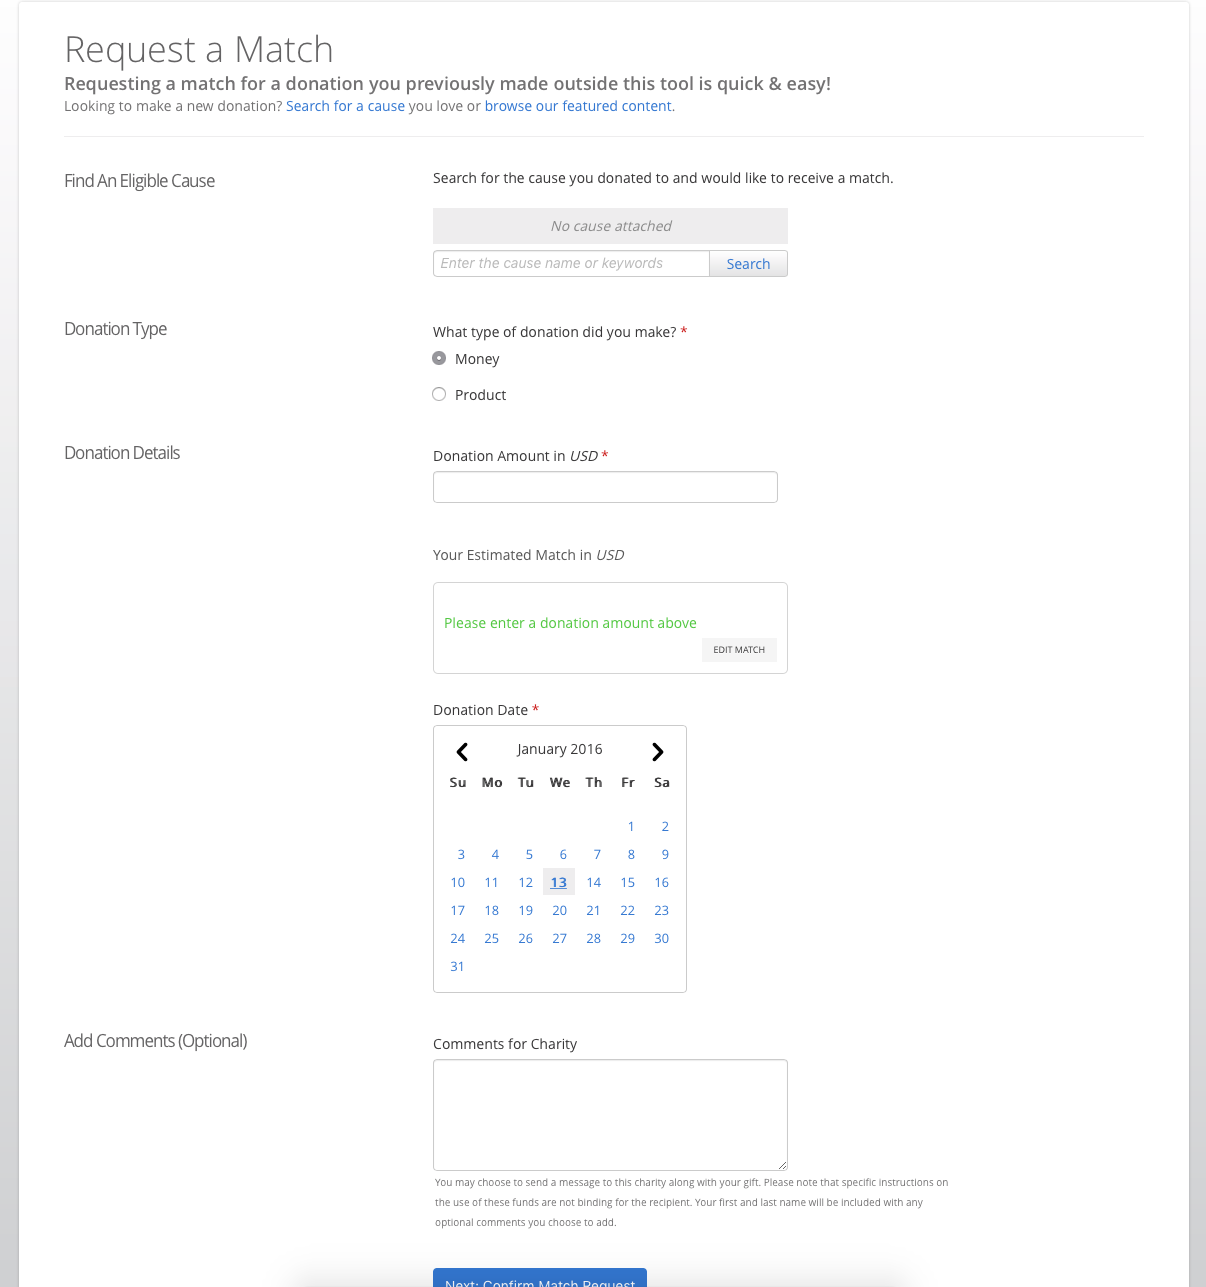 Request a Match
Requesting a match for a donation you previously made outside this tool is quick & easy!
Looking to make a new donation? Search for a cause you love or browse our featured content.
Find An Eligible Cause
Search for the cause you donated to and would like to receive a match.
No cause attached
Enter the cause name or keywords
Search
Donation Type
What type of donation did you make? *
Money
Product
Donation Details
Donation Amount in USD *
Your Estimated Match in USD
Please enter a donation amount above
EDIT MATCH
Donation Date *
January 2016
Su Mo Tu We Th Fr Sa
1 2
3 4 5 6 7 8 9
10 11 12 13 14 15 16
17 18 19 20 21 22 23
24 25 26 27 28 29 30
31
Add Comments (Optional)
Comments for Charity
You may choose to send a message to this charity along with your gift. Please note that specific instructions on
the use of these funds are not binding for the recipient. Your first and last name will be included with any
optional comments you choose to add.
Next: Confirm Match Request